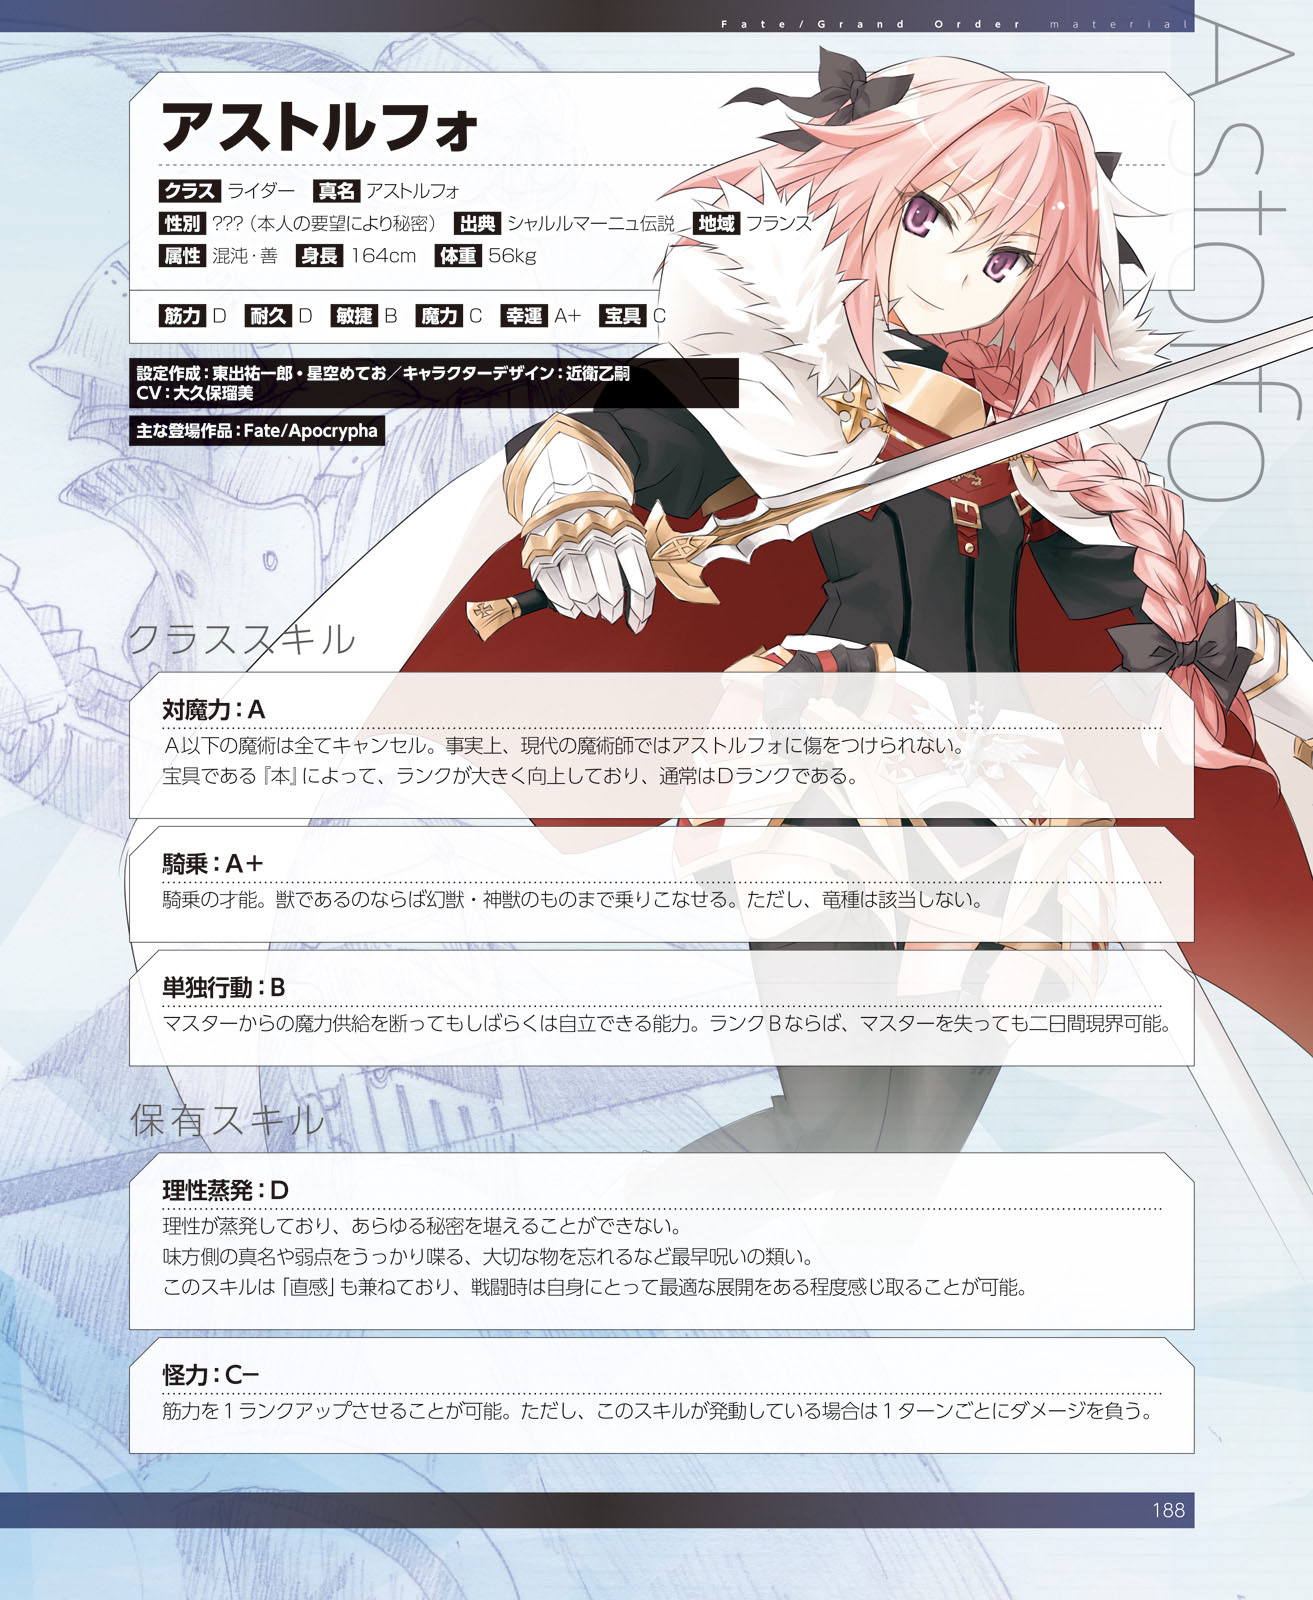 Fate/Grand Order material
Astolfo
アストルフォ
クラス ライダー 真名 アストルフォ
性別 ???（本人の要望により秘密） 出典 シャルルマーニュ伝説 地域 フランス
属性 混沌・善 身長 164cm 体重 56kg
筋力 D 耐久 D 敏捷 B 魔力 C 幸運 A+ 宝具 C
設定作成：東出祐一郎・星空めてお／キャラクターデザイン：近衛乙嗣
CV：大久保瑠美
主な登場作品：Fate/Apocrypha
クラススキル
対魔力：A
Ａ以下の魔術は全てキャンセル。事実上、現代の魔術師ではアストルフォに傷をつけられない。
宝具である『本』によって、ランクが大きく向上しており、通常はＤランクである。
騎乗：A＋
騎乗の才能。獣であるのならば幻獣・神獣のものまで乗りこなせる。ただし、竜種は該当しない。
単独行動：B
マスターからの魔力供給を断ってもしばらくは自立できる能力。ランクＢならば、マスターを失っても二日間現界可能。
保有スキル
理性蒸発：D
理性が蒸発しており、あらゆる秘密を堪えることができない。
味方側の真名や弱点をうっかり喋る、大切な物を忘れるなど最早呪いの類い。
このスキルは「直感」も兼ねており、戦闘時は自身にとって最適な展開をある程度感じ取ることが可能。
怪力：C−
筋力を１ランクアップさせることが可能。ただし、このスキルが発動している場合は１ターンごとにダメージを負う。
188